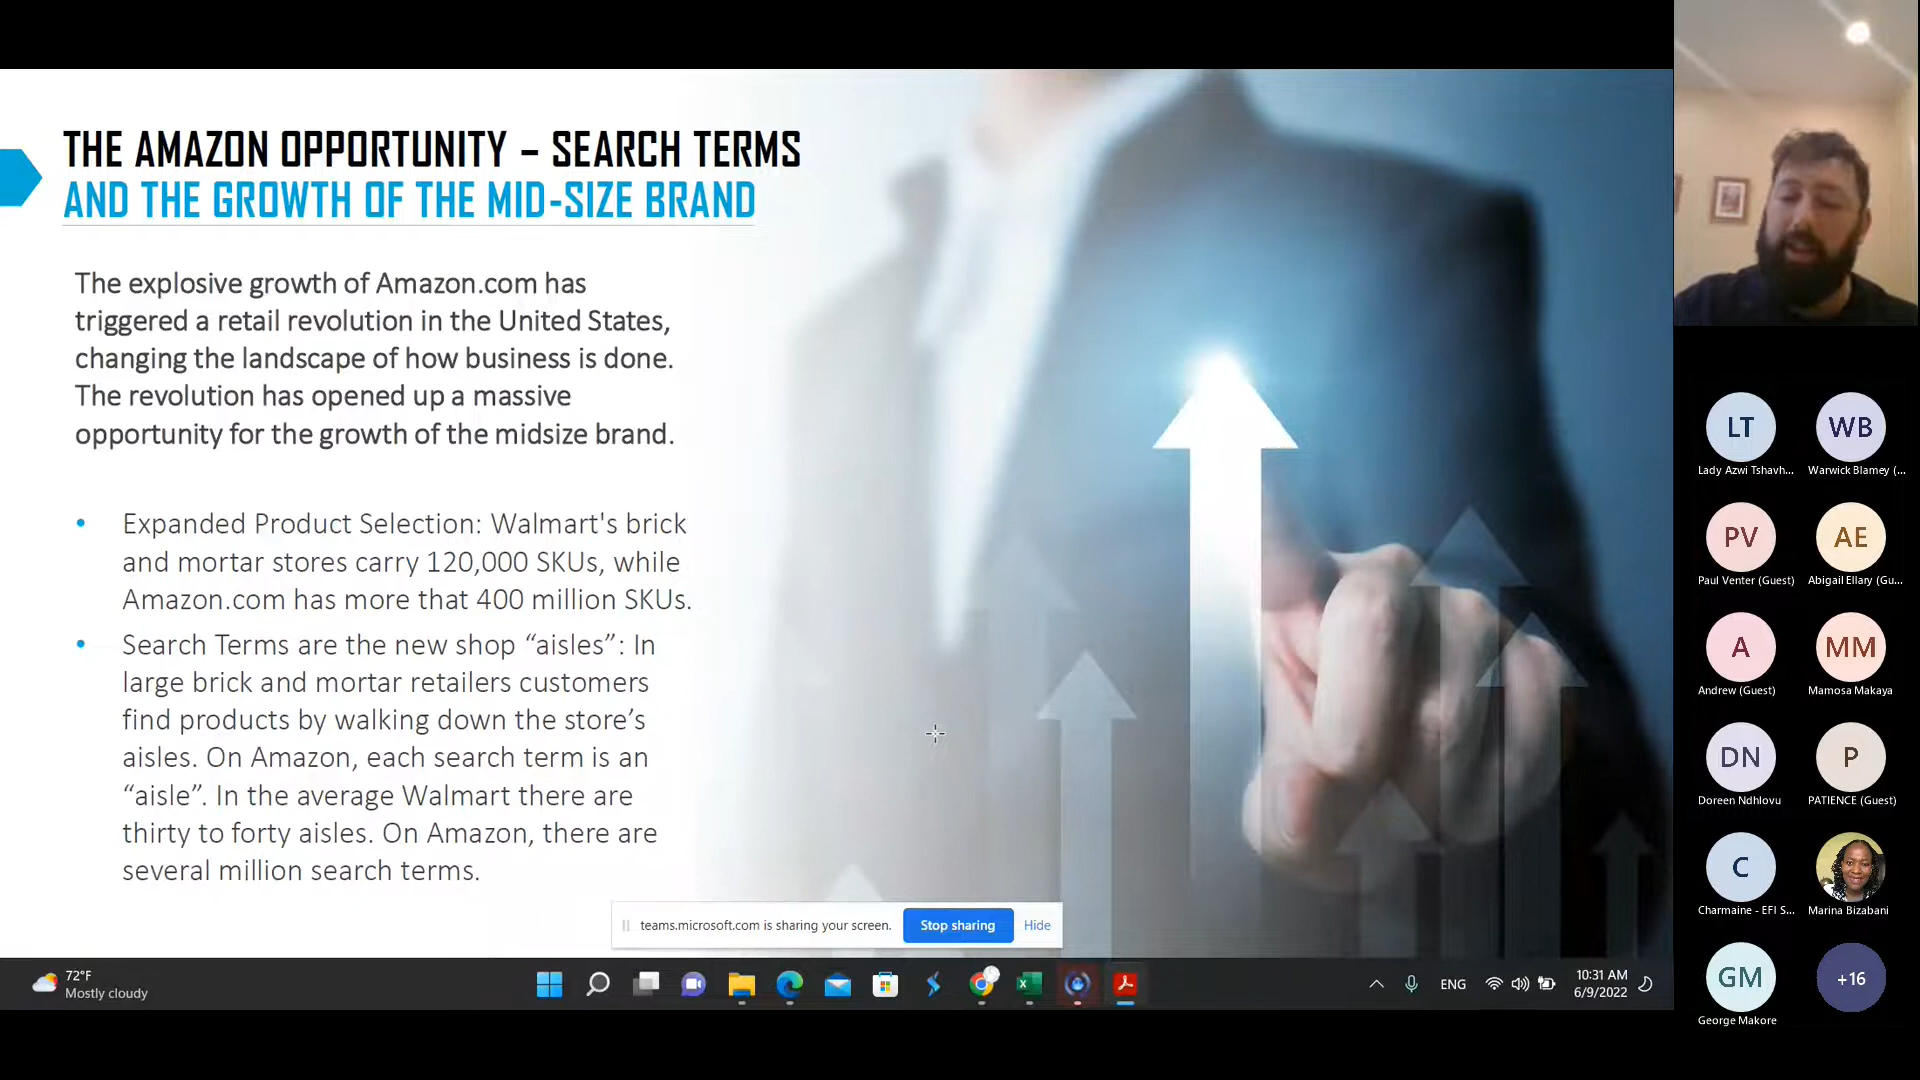 THE AMAZON OPPORTUNITY – SEARCH TERMS
AND THE GROWTH OF THE MID-SIZE BRAND
The explosive growth of Amazon.com has
triggered a retail revolution in the United States,
changing the landscape of how business is done.
The revolution has opened up a massive
opportunity for the growth of the midsize brand.
• Expanded Product Selection: Walmart's brick
and mortar stores carry 120,000 SKUs, while
Amazon.com has more that 400 million SKUs.
• Search Terms are the new shop “aisles”: In
large brick and mortar retailers customers
find products by walking down the store’s
aisles. On Amazon, each search term is an
“aisle”. In the average Walmart there are
thirty to forty aisles. On Amazon, there are
several million search terms.
teams.microsoft.com is sharing your screen. Stop sharing Hide
72°F
Mostly cloudy
ENG
10:31 AM
6/9/2022
LT WB
Lady Azwi Tshavh... Warwick Blamey (...
PV AE
Paul Venter (Guest) Abigail Ellary (Gu...
A MM
Andrew (Guest) Mamosa Makaya
DN P
Doreen Ndhlovu PATIENCE (Guest)
C
Charmaine - EFI S... Marina Bizabani
GM +16
George Makore